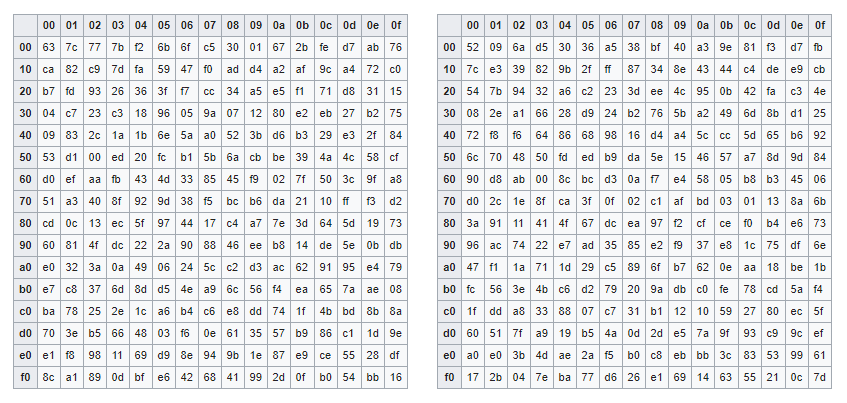 00 01 02 03 04 05 06 07 08 09 0a 0b 0c 0d 0e 0f
00 63 7c 77 7b f2 6b 6f c5 30 01 67 2b fe d7 ab 76
10 ca 82 c9 7d fa 59 47 f0 ad d4 a2 af 9c a4 72 c0
20 b7 fd 93 26 36 3f f7 cc 34 a5 e5 f1 71 d8 31 15
30 04 c7 23 c3 18 96 05 9a 07 12 80 e2 eb 27 b2 75
40 09 83 2c 1a 1b 6e 5a a0 52 3b d6 b3 29 e3 2f 84
50 53 d1 00 ed 20 fc b1 5b 6a cb be 39 4a 4c 58 cf
60 d0 ef aa fb 43 4d 33 85 45 f9 02 7f 50 3c 9f a8
70 51 a3 40 8f 92 9d 38 f5 bc b6 da 21 10 ff f3 d2
80 cd 0c 13 ec 5f 97 44 17 c4 a7 7e 3d 64 5d 19 73
90 60 81 4f dc 22 2a 90 88 46 ee b8 14 de 5e 0b db
a0 e0 32 3a 0a 49 06 24 5c c2 d3 ac 62 91 95 e4 79
b0 e7 c8 37 6d 8d d5 4e a9 6c 56 f4 ea 65 7a ae 08
c0 ba 78 25 2e 1c a6 b4 c6 e8 dd 74 1f 4b bd 8b 8a
d0 70 3e b5 66 48 03 f6 0e 61 35 57 b9 86 c1 1d 9e
e0 e1 f8 98 11 69 d9 8e 94 9b 1e 87 e9 ce 55 28 df
f0 8c a1 89 0d bf e6 42 68 41 99 2d 0f b0 54 bb 16
00 01 02 03 04 05 06 07 08 09 0a 0b 0c 0d 0e 0f
00 52 09 6a d5 30 36 a5 38 bf 40 a3 9e 81 f3 d7 fb
10 7c e3 39 82 9b 2f ff 87 34 8e 43 44 c4 de e9 cb
20 54 7b 94 32 a6 c2 23 3d ee 4c 95 0b 42 fa c3 4e
30 08 2e a1 66 28 d9 24 b2 76 5b a2 49 6d 8b d1 25
40 72 f8 f6 64 86 68 98 16 d4 a4 5c cc 5d 65 b6 92
50 6c 70 48 50 fd ed b9 da 5e 15 46 57 a7 8d 9d 84
60 90 d8 ab 00 8c bc d3 0a f7 e4 58 05 b8 b3 45 06
70 d0 2c 1e 8f ca 3f 0f 02 c1 af bd 03 01 13 8a 6b
80 3a 91 11 41 4f 67 dc ea 97 f2 cf ce f0 b4 e6 73
90 96 ac 74 22 e7 ad 35 85 e2 f9 37 e8 1c 75 df 6e
a0 47 f1 1a 71 1d 29 c5 89 6f b7 62 0e aa 18 be 1b
b0 fc 56 3e 4b c6 d2 79 20 9a db c0 fe 78 cd 5a f4
c0 1f dd a8 33 88 07 c7 31 b1 12 10 59 27 80 ec 5f
d0 60 51 7f a9 19 b5 4a 0d 2d e5 7a 9f 93 c9 9c ef
e0 a0 e0 3b 4d ae 2a f5 b0 c8 eb bb 3c 83 53 99 61
f0 17 2b 04 7e ba 77 d6 26 e1 69 14 63 55 21 0c 7d